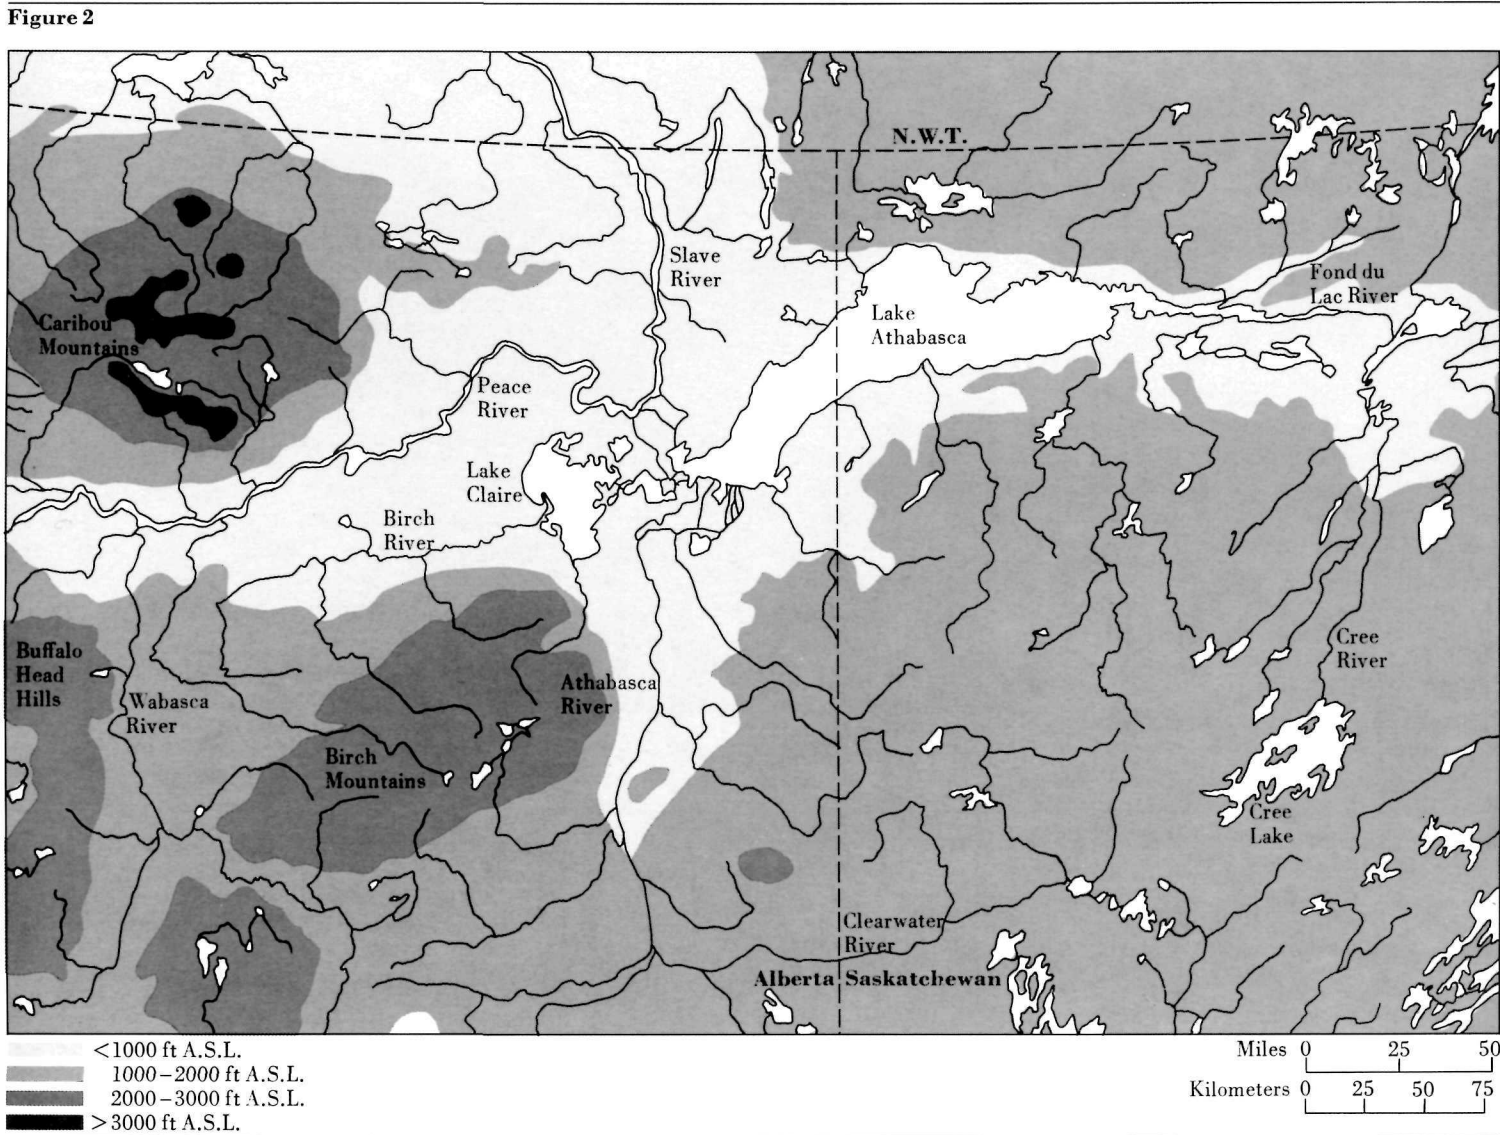 Figure 2
N.W.T.
Slave
River
Fond du
Lac River
Lake
Athabasca
Caribou
Mountains
Peace
River
Lake
Claire
Birch
River
Buffalo
Head
Hills
Wabasca
River
Athabasca
River
Cree
River
Birch
Mountains
Cree
Lake
Clearwater
River
Alberta Saskatchewan
<1000 ft A.S.L.
1000–2000 ft A.S.L.
2000–3000 ft A.S.L.
>3000 ft A.S.L.
Miles 0 25 50
Kilometers 0 25 50 75